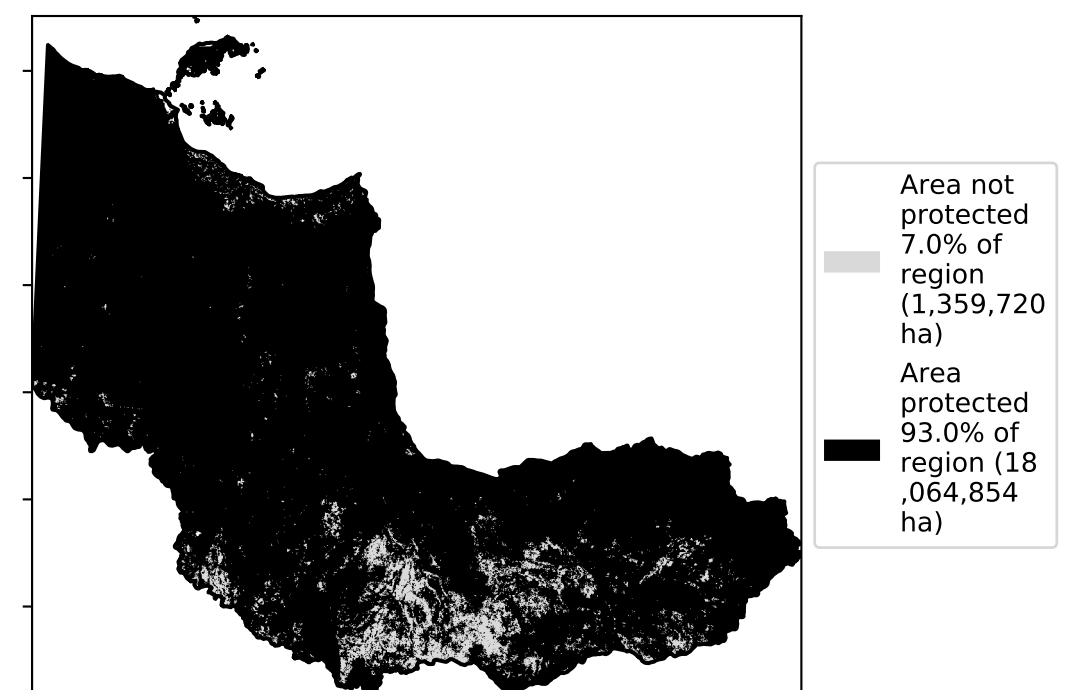 Area not
protected
7.0% of
region
(1,359,720
ha)
Area
protected
93.0% of
region (18
,064,854
ha)